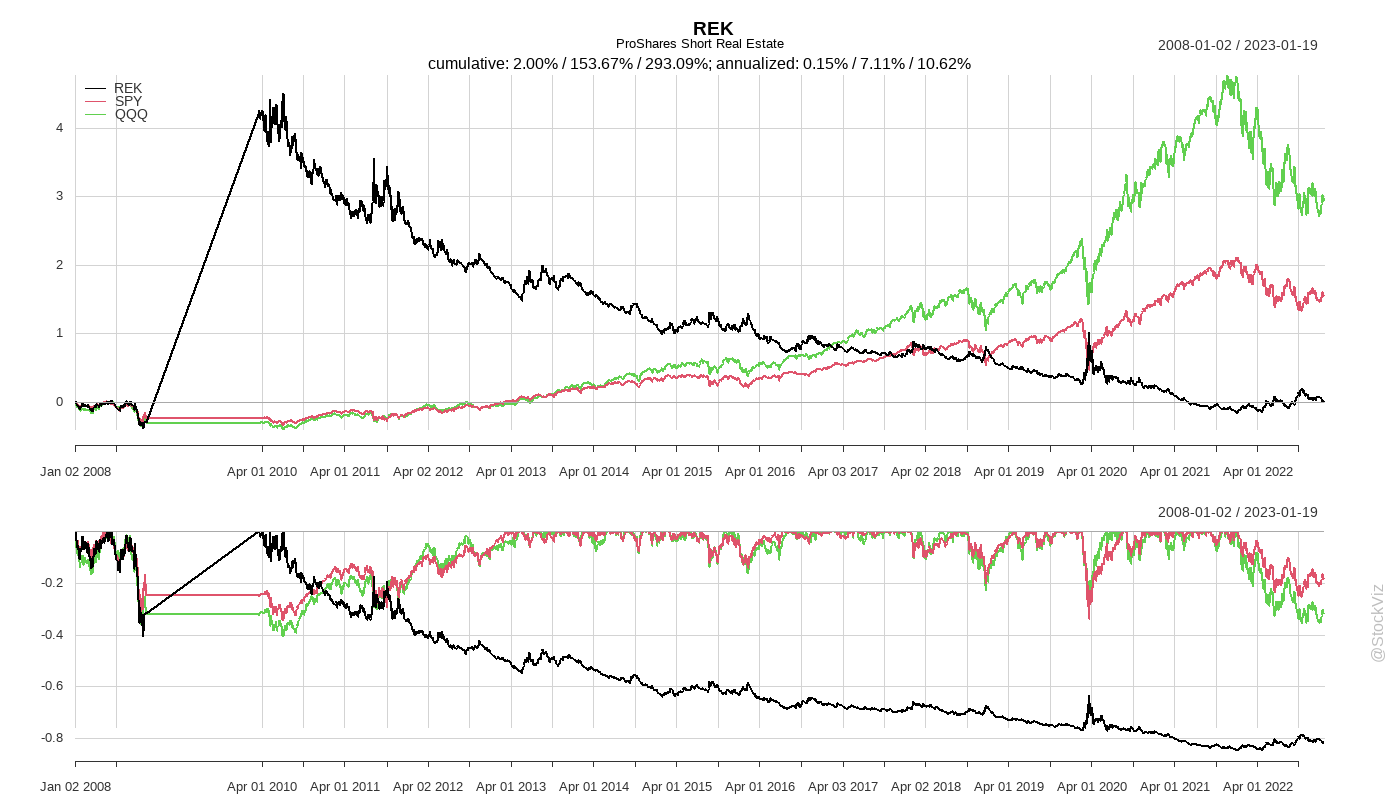 REK
ProShares Short Real Estate
2008-01-02 / 2023-01-19
cumulative: 2.00% / 153.67% / 293.09%; annualized: 0.15% / 7.11% / 10.62%
REK
SPY
QQQ
4
3
2
1
0
Jan 02 2008 Apr 01 2010 Apr 01 2011 Apr 02 2012 Apr 01 2013 Apr 01 2014 Apr 01 2015 Apr 01 2016 Apr 03 2017 Apr 02 2018 Apr 01 2019 Apr 01 2020 Apr 01 2021 Apr 01 2022
2008-01-02 / 2023-01-19
-0.2
-0.4
-0.6
-0.8
Jan 02 2008 Apr 01 2010 Apr 01 2011 Apr 02 2012 Apr 01 2013 Apr 01 2014 Apr 01 2015 Apr 01 2016 Apr 03 2017 Apr 02 2018 Apr 01 2019 Apr 01 2020 Apr 01 2021 Apr 01 2022
@StockViz